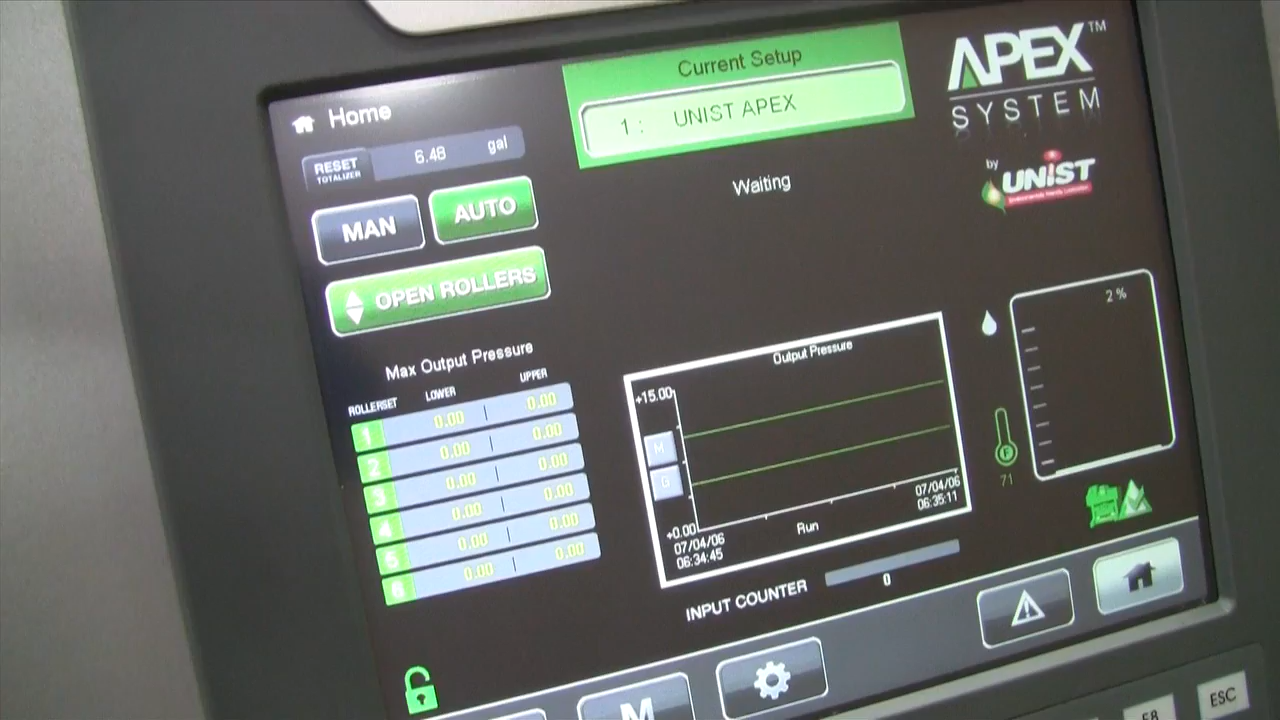 Home
Current Setup
1 : UNIST APEX
APEX™
SYSTEM
by UNIST
RESET
TOTALIZER
6.48 gal
MAN AUTO
Waiting
OPEN ROLLERS
Max Output Pressure
ROLLERSET LOWER UPPER
1 0.00 0.00
2 0.00 0.00
3 0.00 0.00
4 0.00 0.00
5 0.00 0.00
6 0.00 0.00
Output Pressure
+15.00
M
G
+0.00
07/04/06
06:34:45
Run
07/04/06
06:35:11
INPUT COUNTER
0
2 %
F
71
M
F8
ESC